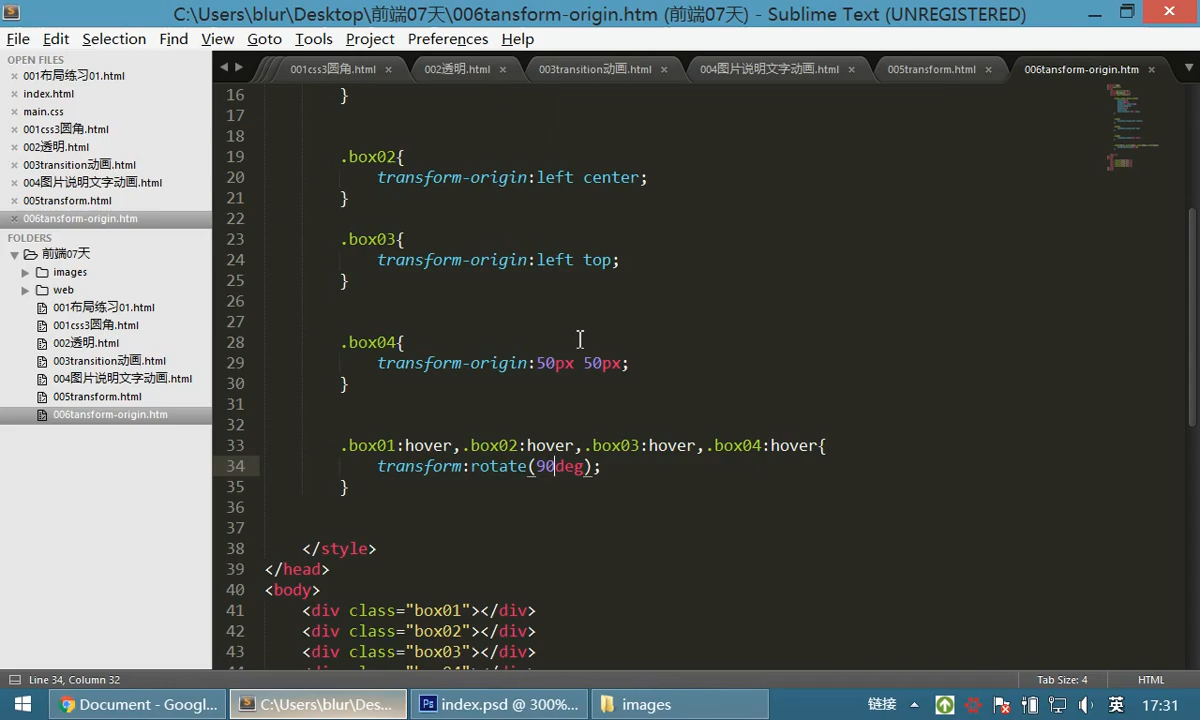 C:\Users\blur\Desktop\前端07天\006tansform-origin.htm (前端07天) - Sublime Text (UNREGISTERED)
File Edit Selection Find View Goto Tools Project Preferences Help
OPEN FILES
001布局练习01.html
index.html
main.css
001css3圆角.html
002透明.html
003transition动画.html
004图片说明文字动画.html
005transform.html
006tansform-origin.htm
FOLDERS
前端07天
images
web
001布局练习01.html
001css3圆角.html
002透明.html
003transition动画.html
004图片说明文字动画.html
005transform.html
006tansform-origin.htm
001css3圆角.html 002透明.html 003transition动画.html 004图片说明文字动画.html 005transform.html 006tansform-origin.htm
16 }
17
18
19 .box02{
20 transform-origin:left center;
21 }
22
23 .box03{
24 transform-origin:left top;
25 }
26
27
28 .box04{
29 transform-origin:50px 50px;
30 }
31
32
33 .box01:hover,.box02:hover,.box03:hover,.box04:hover{
34 transform:rotate(90deg);
35 }
36
37
38 </style>
39 </head>
40 <body>
41 <div class="box01"></div>
42 <div class="box02"></div>
43 <div class="box03"></div>
Line 34, Column 32 Tab Size: 4 HTML
Document - Googl... C:\Users\blur\Des... index.psd @ 300%... images 链接 英 17:31